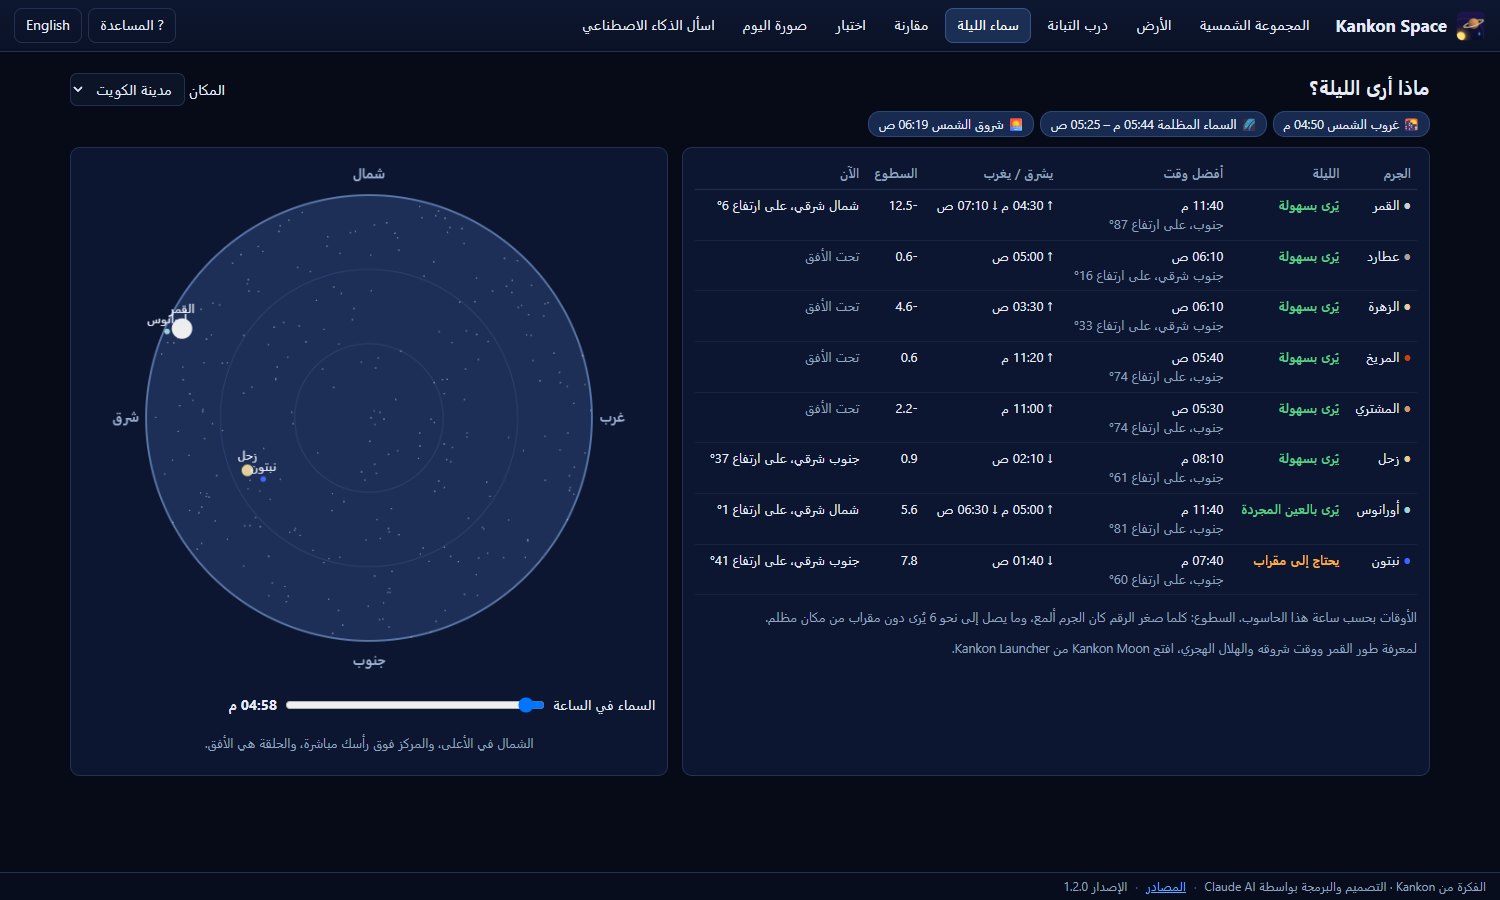 Kankon Space
المجموعة الشمسية
الأرض
درب التبانة
سماء الليلة
مقارنة
اختبار
صورة اليوم
اسأل الذكاء الاصطناعي
? المساعدة
English
ماذا أرى الليلة؟
المكان
مدينة الكويت
غروب الشمس 04:50 م
السماء المظلمة 05:44 م – 05:25 ص
شروق الشمس 06:19 ص
الجرم الليلة أفضل وقت يشرق / يغرب السطوع الآن
القمر يُرى بسهولة 11:40 م ↑ 04:30 م ↓ 07:10 ص -12.5 شمال شرقي، على ارتفاع 6°
جنوب، على ارتفاع 87°
عطارد يُرى بسهولة 06:10 ص ↑ 05:00 ص -0.6 تحت الأفق
جنوب شرقي، على ارتفاع 16°
الزهرة يُرى بسهولة 06:10 ص ↑ 03:30 ص -4.6 تحت الأفق
جنوب شرقي، على ارتفاع 33°
المريخ يُرى بسهولة 05:40 ص ↑ 11:20 م 0.6 تحت الأفق
جنوب، على ارتفاع 74°
المشتري يُرى بسهولة 05:30 ص ↑ 11:00 م -2.2 تحت الأفق
جنوب، على ارتفاع 74°
زحل يُرى بسهولة 08:10 م ↓ 02:10 ص 0.9 جنوب شرقي، على ارتفاع 37°
جنوب، على ارتفاع 61°
أورانوس يُرى بالعين المجردة 11:40 م ↑ 05:00 م ↓ 06:30 ص 5.6 شمال شرقي، على ارتفاع 1°
جنوب، على ارتفاع 81°
نبتون يحتاج إلى مقراب 07:40 م ↓ 01:40 ص 7.8 جنوب شرقي، على ارتفاع 41°
جنوب، على ارتفاع 60°
الأوقات بحسب ساعة هذا الحاسوب. السطوع: كلما صغر الرقم كان الجرم ألمع، وما يصل إلى نحو 6 يُرى دون مقراب من مكان مظلم.
لمعرفة طور القمر ووقت شروقه والهلال الهجري، افتح Kankon Moon من Kankon Launcher.
شمال
القمر
أورانوس
غرب
شرق
زحل
نبتون
جنوب
السماء في الساعة 04:58 م
الشمال في الأعلى، والمركز فوق رأسك مباشرة، والحلقة هي الأفق.
الفكرة من Kankon · التصميم والبرمجة بواسطة Claude AI · المصادر · الإصدار 1.2.0